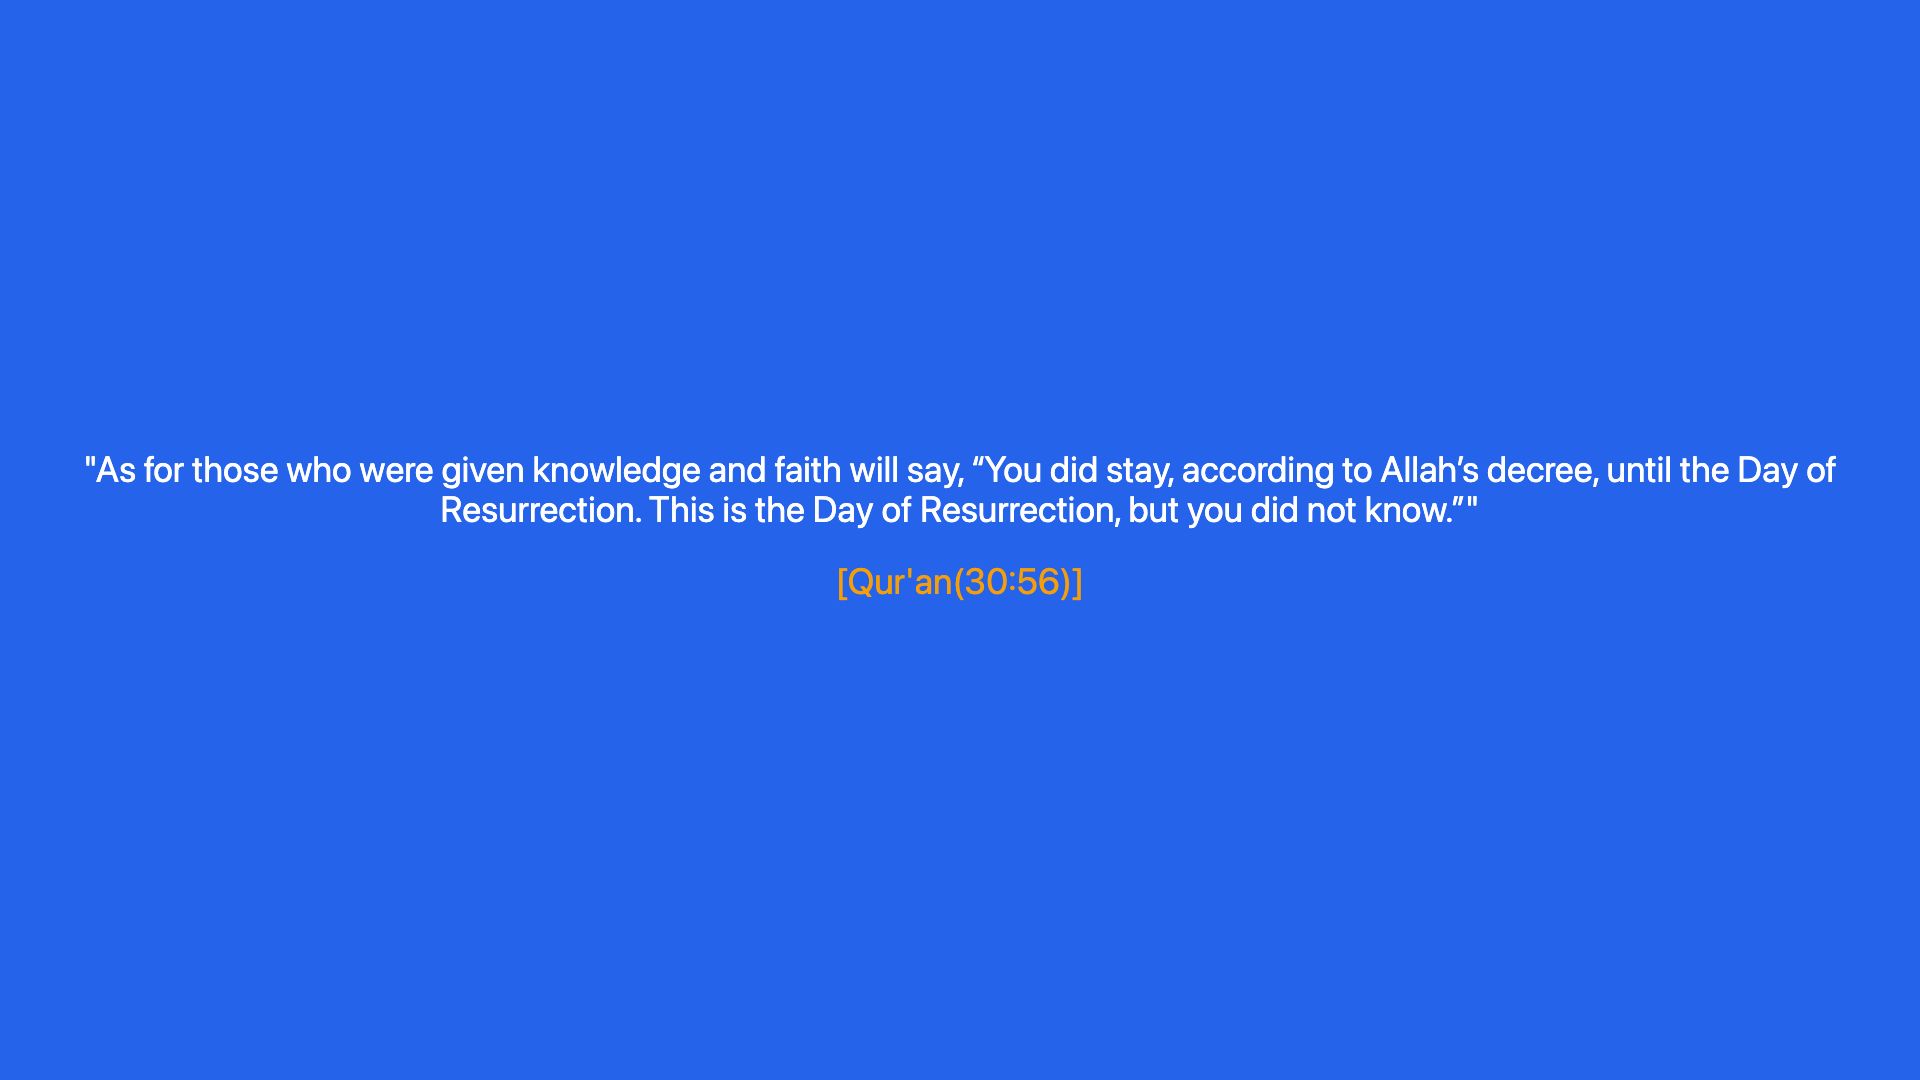 "As for those who were given knowledge and faith will say, “You did stay, according to Allah’s decree, until the Day of
Resurrection. This is the Day of Resurrection, but you did not know.”"
[Qur'an(30:56)]